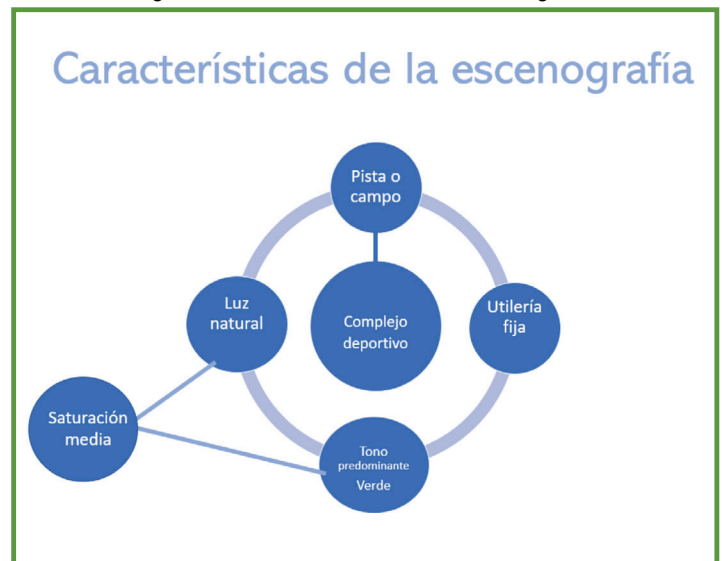 Características de la escenografía
Pista o
campo
Luz
natural
Complejo
deportivo
Utilería
fija
Saturación
media
Tono
predominante
Verde